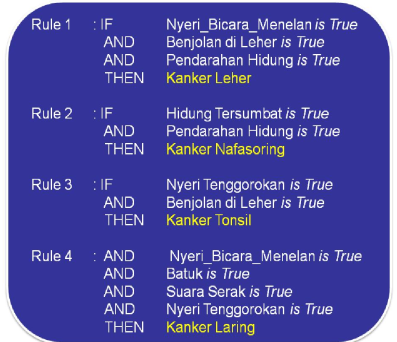 Rule 1 : IF Nyeri_Bicara_Menelan is True
AND Benjolan di Leher is True
AND Pendarahan Hidung is True
THEN Kanker Leher
Rule 2 : IF Hidung Tersumbat is True
AND Pendarahan Hidung is True
THEN Kanker Nafasoring
Rule 3 : IF Nyeri Tenggorokan is True
AND Benjolan di Leher is True
THEN Kanker Tonsil
Rule 4 : AND Nyeri_Bicara_Menelan is True
AND Batuk is True
AND Suara Serak is True
AND Nyeri Tenggorokan is True
THEN Kanker Laring